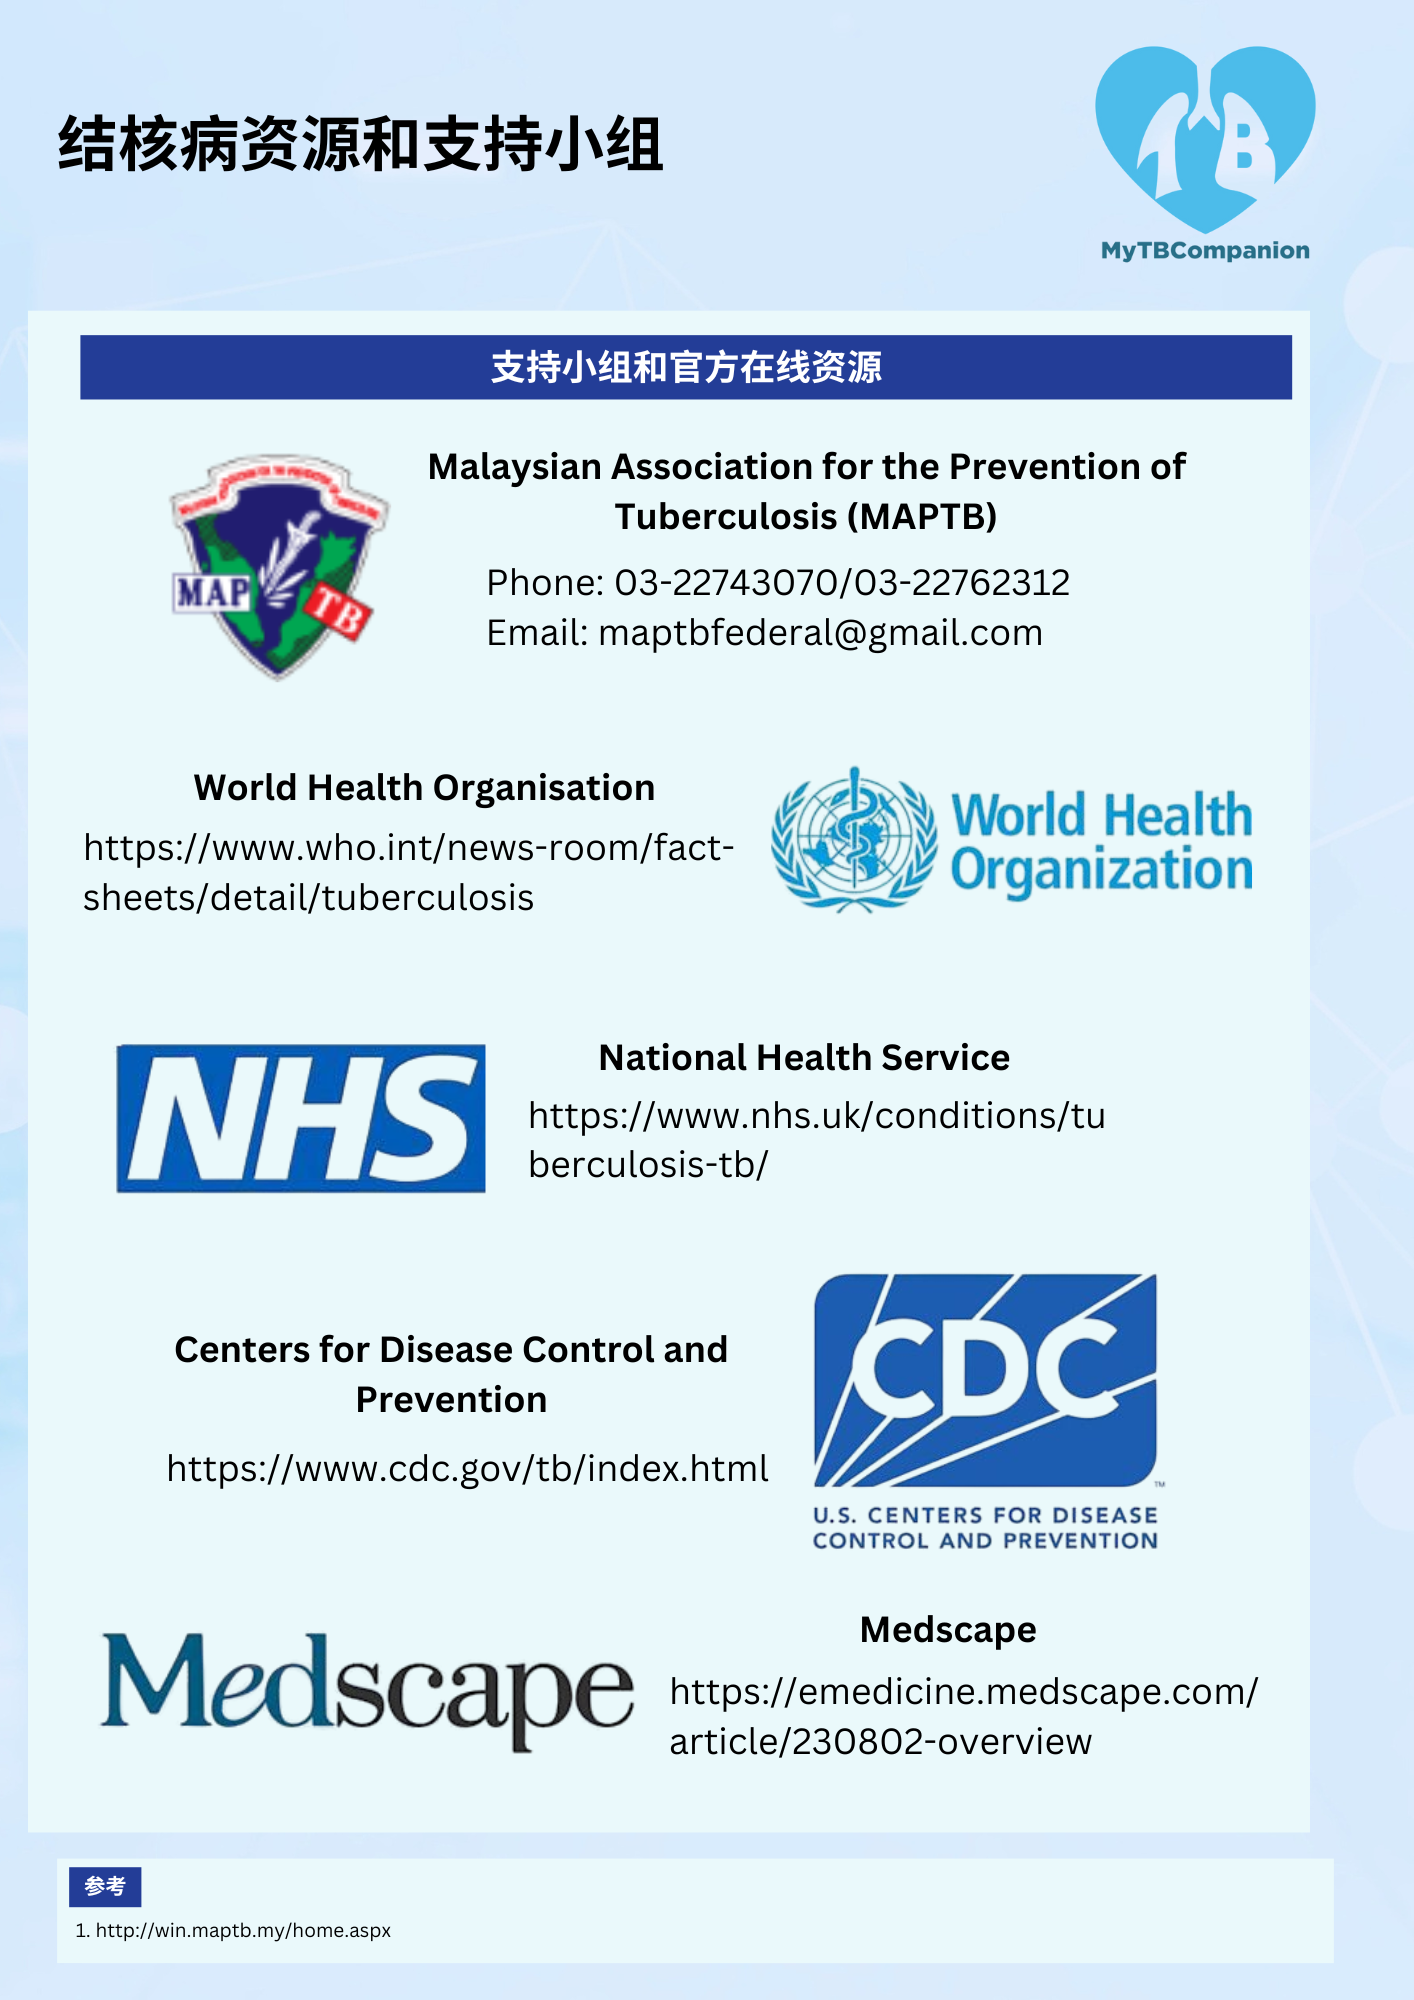 结核病资源和支持小组
TB
MyTBCompanion
支持小组和官方在线资源
Malaysian Association for the Prevention of
Tuberculosis (MAPTB)
MAP
TB
Phone: 03-22743070/03-22762312
Email: maptbfederal@gmail.com
World Health Organisation
https://www.who.int/news-room/fact-
sheets/detail/tuberculosis
World Health
Organization
NHS
National Health Service
https://www.nhs.uk/conditions/tu
berculosis-tb/
Centers for Disease Control and
Prevention
https://www.cdc.gov/tb/index.html
CDC
TM
U.S. CENTERS FOR DISEASE
CONTROL AND PREVENTION
Medscape
Medscape
https://emedicine.medscape.com/
article/230802-overview
参考
1. http://win.maptb.my/home.aspx